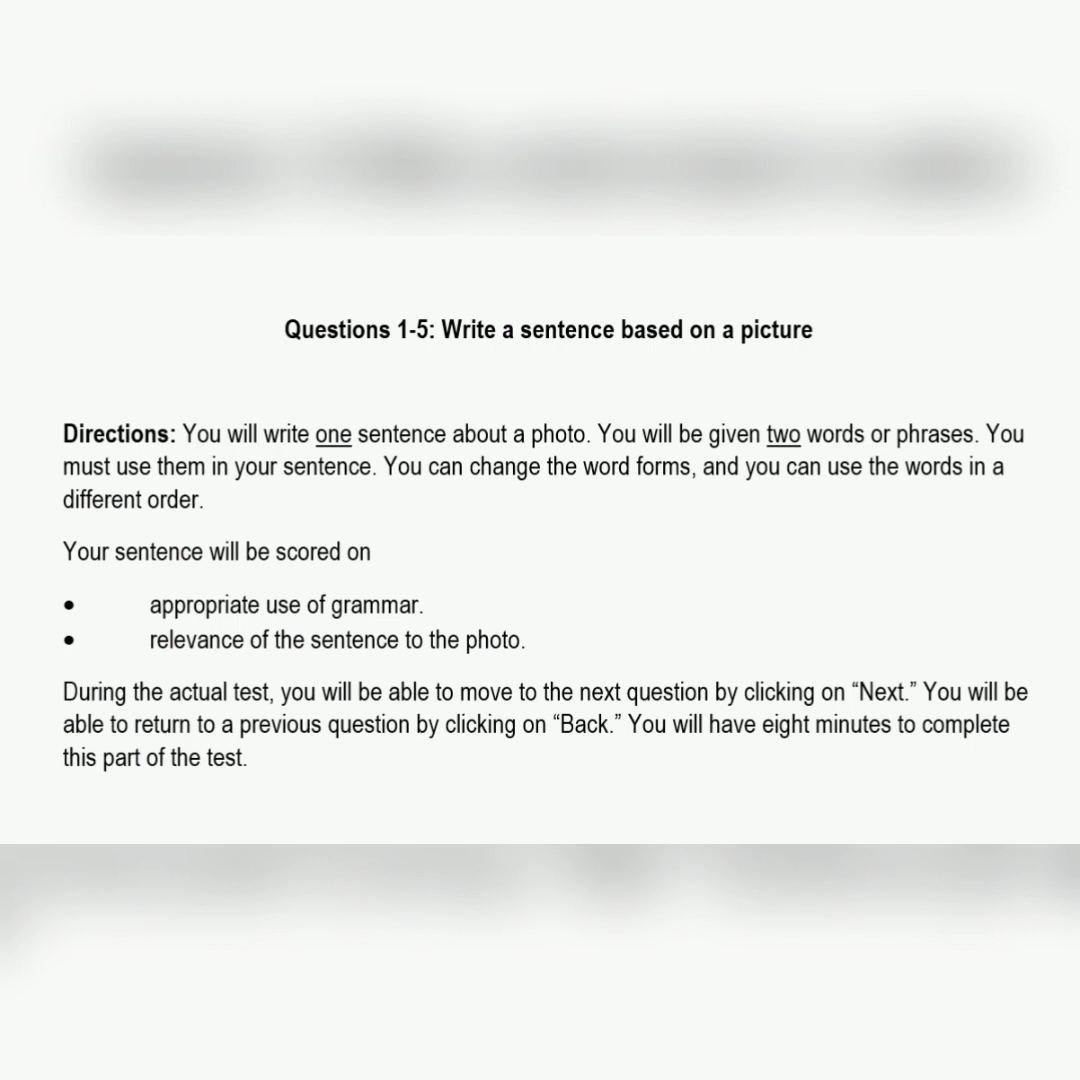 Questions 1-5: Write a sentence based on a picture
Directions: You will write one sentence about a photo. You will be given two words or phrases. You
must use them in your sentence. You can change the word forms, and you can use the words in a
different order.
Your sentence will be scored on
• appropriate use of grammar.
• relevance of the sentence to the photo.
During the actual test, you will be able to move to the next question by clicking on “Next.” You will be
able to return to a previous question by clicking on “Back.” You will have eight minutes to complete
this part of the test.